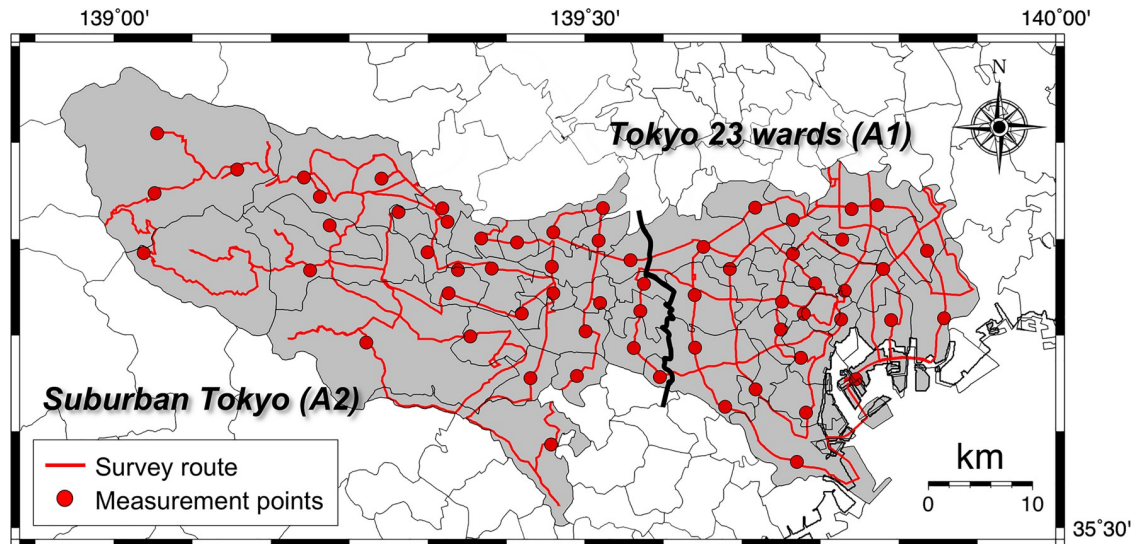 139°00' 139°30' 140°00'
N
Tokyo 23 wards (A1)
Suburban Tokyo (A2)
Survey route
Measurement points
km
0 10
35°30'